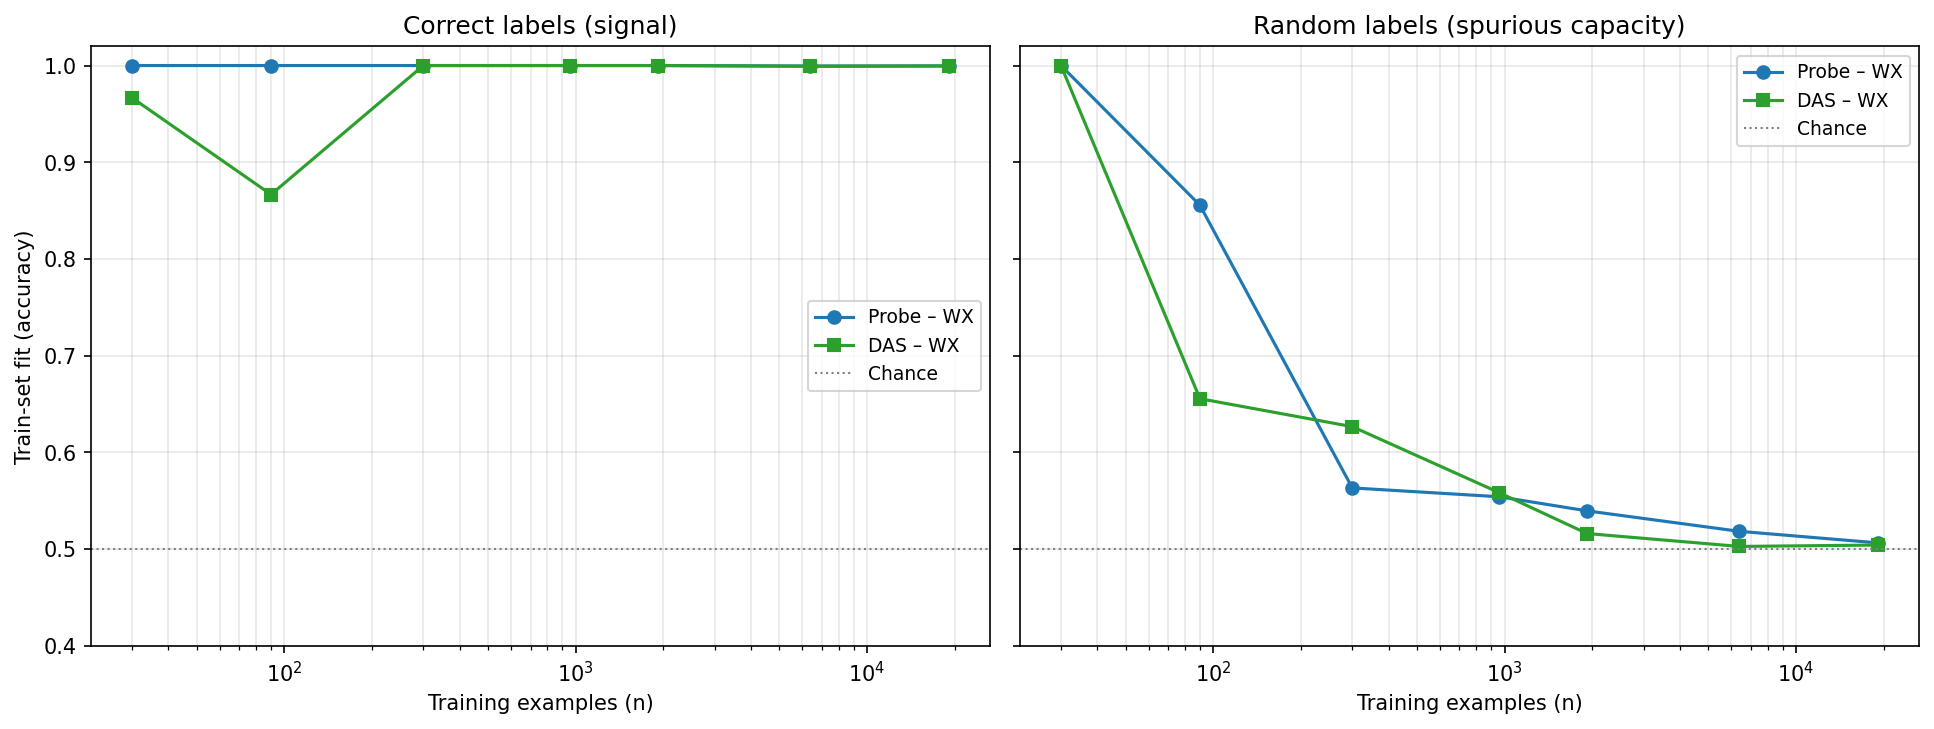 Correct labels (signal)
Train-set fit (accuracy)
1.0
0.9
0.8
0.7
0.6
0.5
0.4
Probe – WX
DAS – WX
Chance
10²
10³
10⁴
Training examples (n)
Random labels (spurious capacity)
Probe – WX
DAS – WX
Chance
10²
10³
10⁴
Training examples (n)